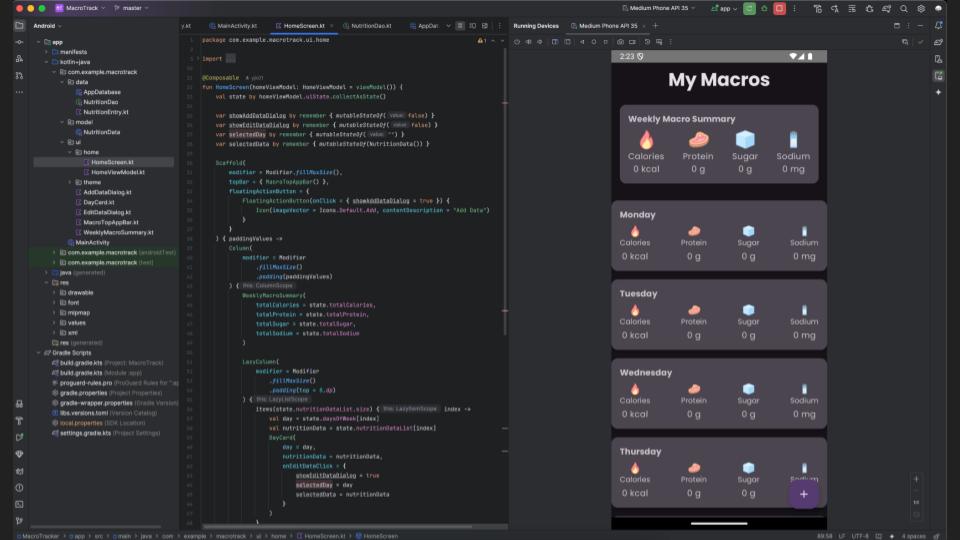 MacroTrack
master
Medium Phone API 35
app
Android
y.kt
MainActivity.kt
HomeScreen.kt
NutritionDao.kt
AppDat
Running Devices
Medium Phone API 35
app
manifests
kotlin+java
com.example.macrotrack
data
AppDatabase
NutritionDao
NutritionEntry.kt
model
NutritionData
ui
home
HomeScreen.kt
HomeViewModel.kt
theme
AddDataDialog.kt
DayCard.kt
EditDataDialog.kt
MacroTopAppBar.kt
WeeklyMacroSummary.kt
MainActivity
com.example.macrotrack (androidTest)
com.example.macrotrack (test)
java (generated)
res
drawable
font
mipmap
values
xml
res (generated)
Gradle Scripts
build.gradle.kts (Project: MacroTrack)
build.gradle.kts (Module :app)
proguard-rules.pro (ProGuard Rules for ":ap
gradle.properties (Project Properties)
gradle-wrapper.properties (Gradle Version)
libs.versions.toml (Version Catalog)
local.properties (SDK Location)
settings.gradle.kts (Project Settings)
package com.example.macrotrack.ui.home
import ...
@Composable
fun HomeScreen(homeViewModel: HomeViewModel = viewModel()) {
val state by homeViewModel.uiState.collectAsState()
var showAddDataDialog by remember { mutableStateOf( value: false) }
var showEditDataDialog by remember { mutableStateOf( value: false) }
var selectedDay by remember { mutableStateOf( value: "") }
var selectedData by remember { mutableStateOf(NutritionData()) }
Scaffold(
modifier = Modifier.fillMaxSize(),
topBar = { MacroTopAppBar() },
floatingActionButton = {
FloatingActionButton(onClick = { showAddDataDialog = true }) {
Icon(imageVector = Icons.Default.Add, contentDescription = "Add Data")
}
}
) { paddingValues ->
Column(
modifier = Modifier
.fillMaxSize()
.padding(paddingValues)
) { this: ColumnScope
WeeklyMacroSummary(
totalCalories = state.totalCalories,
totalProtein = state.totalProtein,
totalSugar = state.totalSugar,
totalSodium = state.totalSodium
)
LazyColumn(
modifier = Modifier
.fillMaxSize()
.padding(top = 8.dp)
) { this: LazyListScope
items(state.nutritionDataList.size) { this: LazyItemScope index ->
val day = state.daysOfWeek[index]
val nutritionData = state.nutritionDataList[index]
DayCard(
day = day,
nutritionData = nutritionData,
onEditDataClick = {
showEditDataDialog = true
selectedDay = day
selectedData = nutritionData
}
)
}
2:23
My Macros
Weekly Macro Summary
Calories Protein Sugar Sodium
0 kcal 0 g 0 g 0 mg
Monday
Calories Protein Sugar Sodium
0 kcal 0 g 0 g 0 mg
Tuesday
Calories Protein Sugar Sodium
0 kcal 0 g 0 g 0 mg
Wednesday
Calories Protein Sugar Sodium
0 kcal 0 g 0 g 0 mg
Thursday
Calories Protein Sugar Sodium
0 kcal 0 g 0 g
MacroTracker > app > src > main > java > com > example > macrotrack > ui > home > HomeScreen.kt > HomeScreen
89:58 LF UTF-8 4 spaces